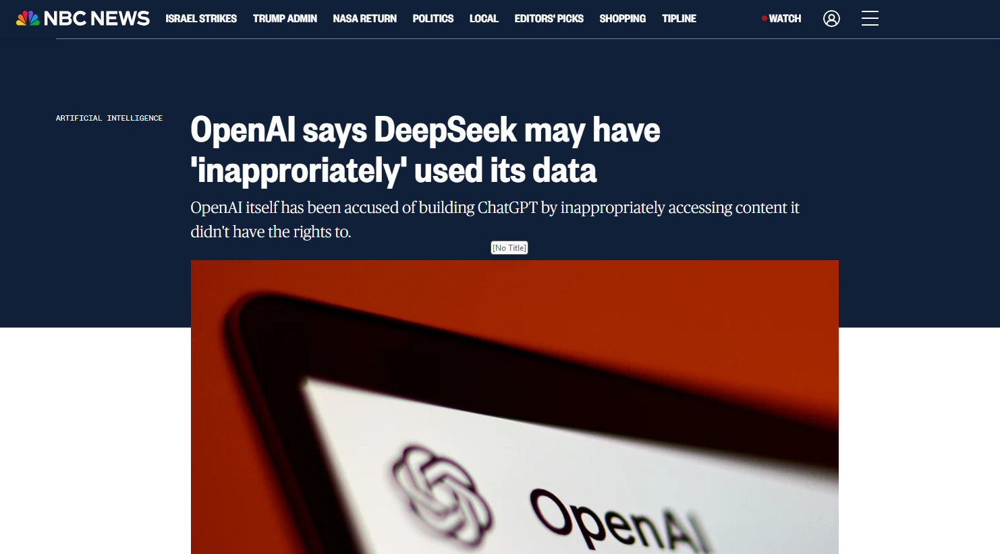 NBC NEWS ISRAEL STRIKES TRUMP ADMIN NASA RETURN POLITICS LOCAL EDITORS' PICKS SHOPPING TIPLINE WATCH
ARTIFICIAL INTELLIGENCE
OpenAI says DeepSeek may have
'inapproriately' used its data
OpenAI itself has been accused of building ChatGPT by inappropriately accessing content it
didn't have the rights to.
[No Title]
OpenAI